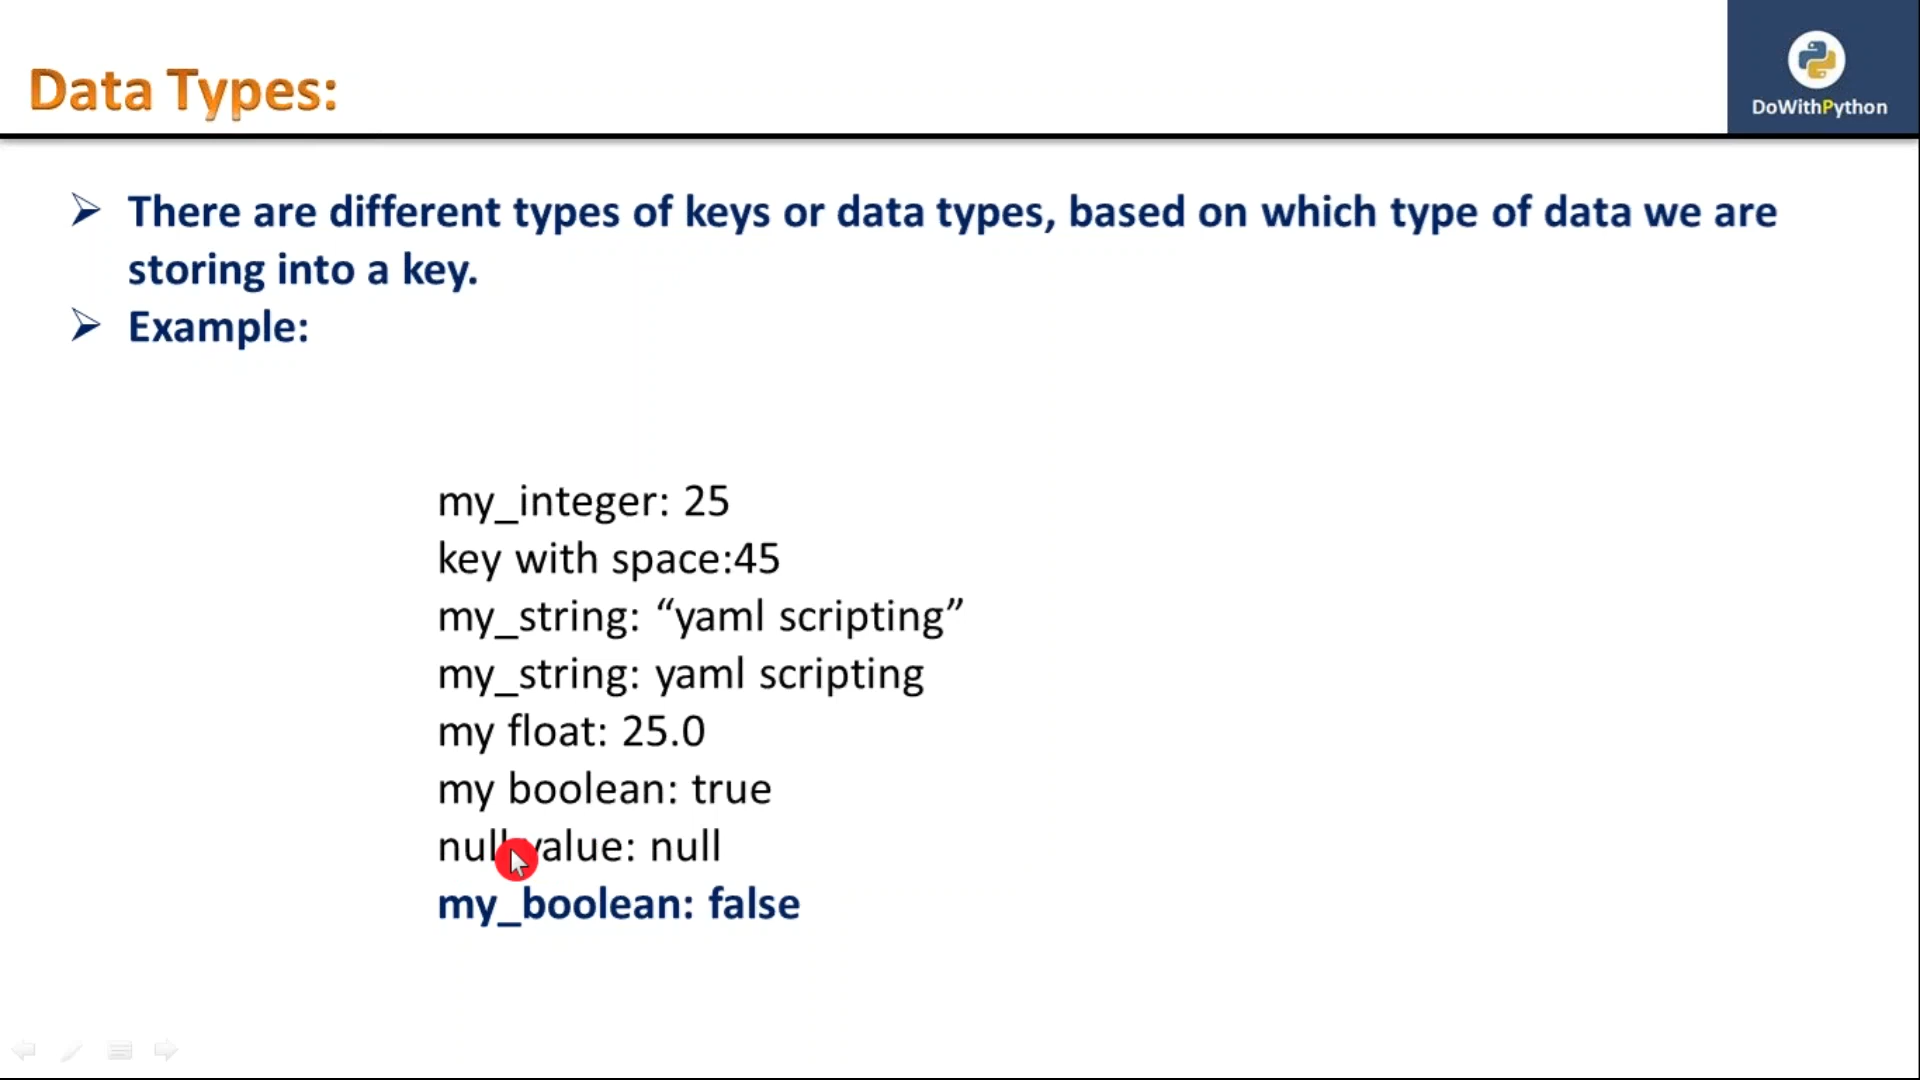 Data Types:
DoWithPython
There are different types of keys or data types, based on which type of data we are
storing into a key.
Example:
my_integer: 25
key with space:45
my_string: “yaml scripting”
my_string: yaml scripting
my float: 25.0
my boolean: true
null value: null
my_boolean: false